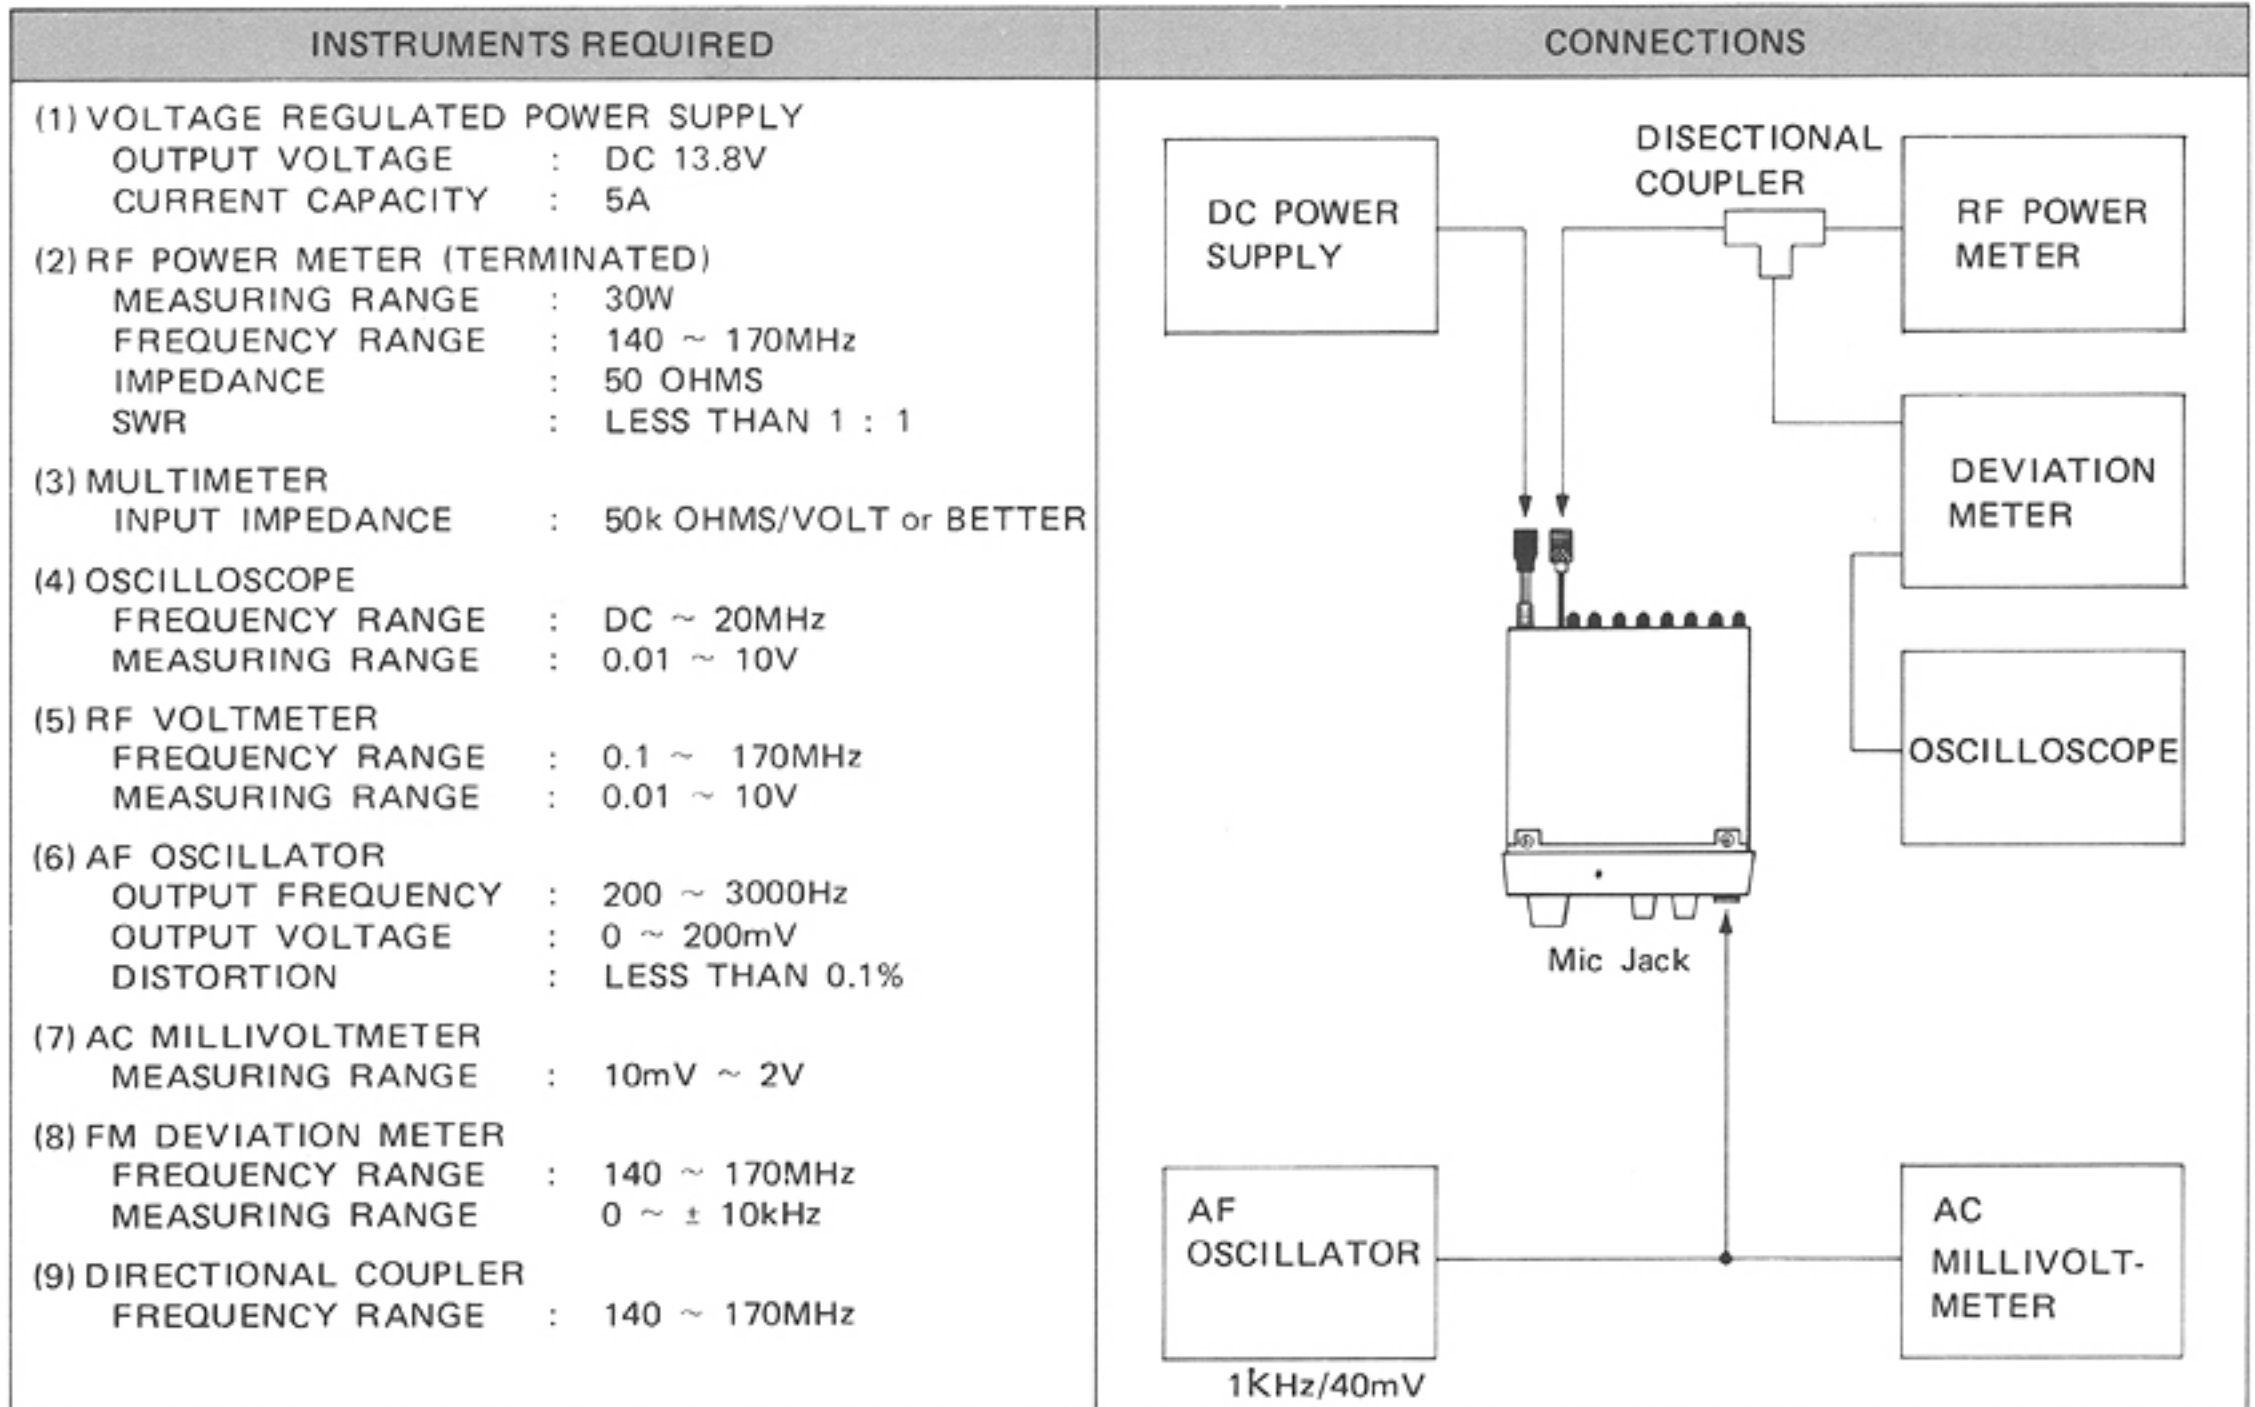 INSTRUMENTS REQUIRED
(1) VOLTAGE REGULATED POWER SUPPLY
OUTPUT VOLTAGE : DC 13.8V
CURRENT CAPACITY : 5A
(2) RF POWER METER (TERMINATED)
MEASURING RANGE : 30W
FREQUENCY RANGE : 140 ~ 170MHz
IMPEDANCE : 50 OHMS
SWR : LESS THAN 1 : 1
(3) MULTIMETER
INPUT IMPEDANCE : 50k OHMS/VOLT or BETTER
(4) OSCILLOSCOPE
FREQUENCY RANGE : DC ~ 20MHz
MEASURING RANGE : 0.01 ~ 10V
(5) RF VOLTMETER
FREQUENCY RANGE : 0.1 ~ 170MHz
MEASURING RANGE : 0.01 ~ 10V
(6) AF OSCILLATOR
OUTPUT FREQUENCY : 200 ~ 3000Hz
OUTPUT VOLTAGE : 0 ~ 200mV
DISTORTION : LESS THAN 0.1%
(7) AC MILLIVOLTMETER
MEASURING RANGE : 10mV ~ 2V
(8) FM DEVIATION METER
FREQUENCY RANGE : 140 ~ 170MHz
MEASURING RANGE 0 ~ ± 10kHz
(9) DIRECTIONAL COUPLER
FREQUENCY RANGE : 140 ~ 170MHz
CONNECTIONS
DC POWER
SUPPLY
DISECTIONAL
COUPLER
RF POWER
METER
DEVIATION
METER
OSCILLOSCOPE
Mic Jack
AF
OSCILLATOR
1KHz/40mV
AC
MILLIVOLT-
METER